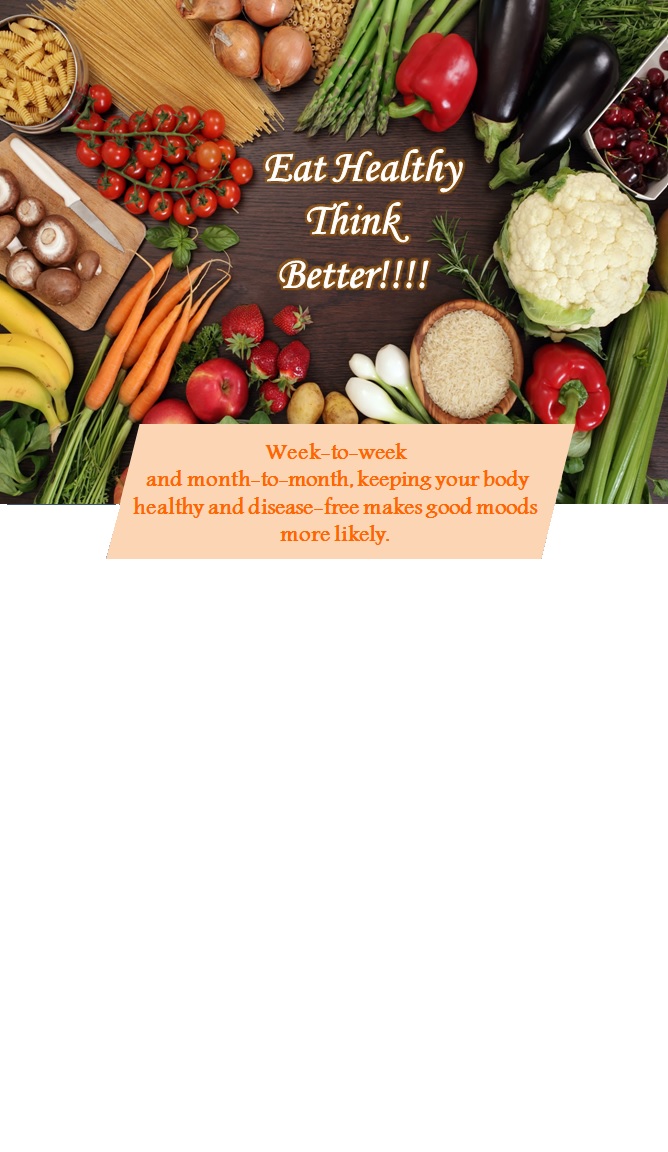 Eat Healthy
Think
Better!!!!
Week-to-week
and month-to-month, keeping your body
healthy and disease-free makes good moods
more likely.